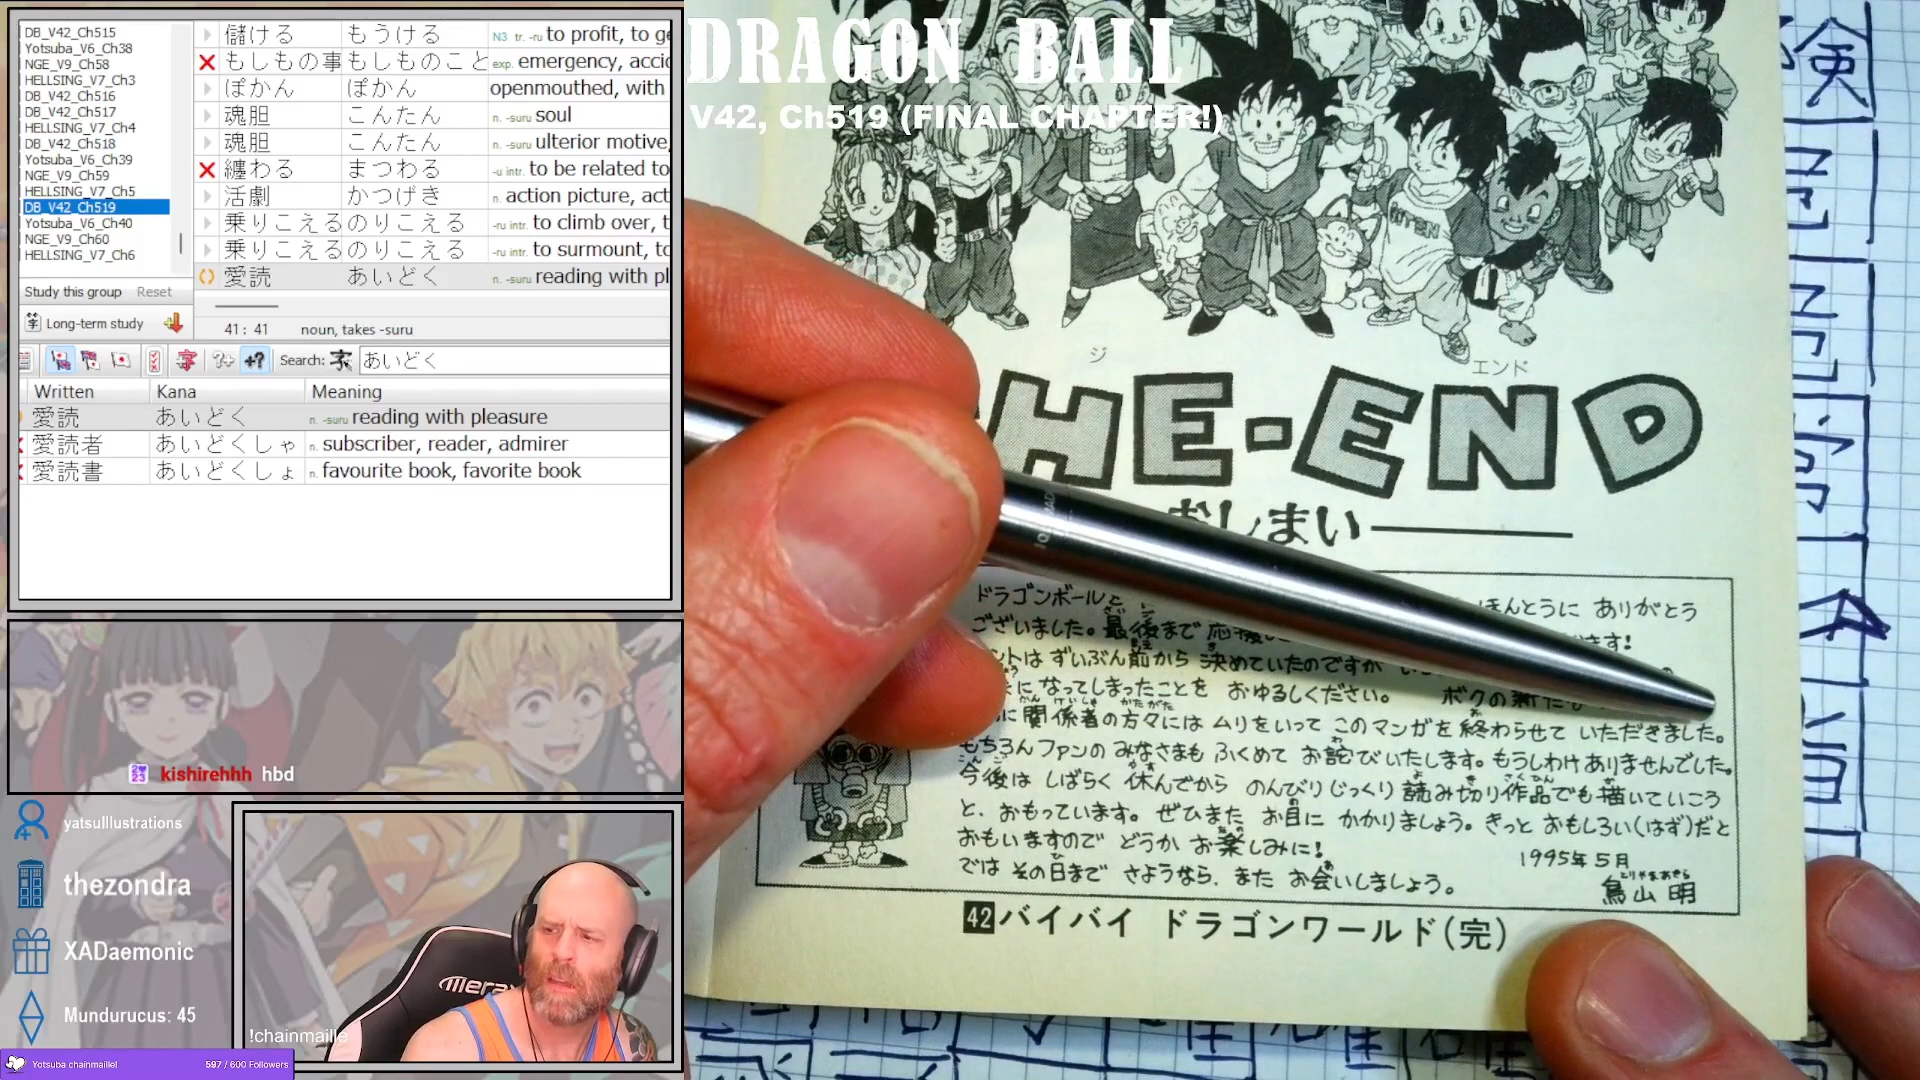 DB_V42_Ch515
Yotsuba_V6_Ch38
NGE_V9_Ch58
HELLSING_V7_Ch3
DB_V42_Ch516
DB_V42_Ch517
HELLSING_V7_Ch4
DB_V42_Ch518
Yotsuba_V6_Ch39
NGE_V9_Ch59
HELLSING_V7_Ch5
DB_V42_Ch519
Yotsuba_V6_Ch40
NGE_V9_Ch60
HELLSING_V7_Ch6
Study this group Reset
Long-term study
儲ける もうける N3 tr. -ru to profit, to ge
もしもの事 もしものこと exp. emergency, accid
ぽかん ぽかん openmouthed, with
魂胆 こんたん n. -suru soul
魂胆 こんたん n. -suru ulterior motive,
纏わる まつわる -u intr. to be related to
活劇 かつげき n. action picture, act
乗りこえる のりこえる -ru intr. to climb over, t
乗りこえる のりこえる -ru intr. to surmount, to
愛読 あいどく n. -suru reading with pl
41: 41 noun, takes -suru
Search: あいどく
Written Kana Meaning
愛読 あいどく n. -suru reading with pleasure
愛読者 あいどくしゃ n. subscriber, reader, admirer
愛読書 あいどくしょ n. favourite book, favorite book
kishirehhh hbd
yatsuIllustrations
thezondra
XADaemonic
Mundurucus: 45
!chainmaille
Yotsuba chainmaille! 597 / 600 Followers
DRAGON BALL
V42, Ch519 (FINAL CHAPTER!)
ジ エンド
HE-END
おしまい
ドラゴンボールと ほんとうに ありがとう
ございました。最後まで応援 ます!
ントは ずいぶん前から 決めていたのですが
になってしまったことを おゆるしください。 ボクの新た
に関係者の方々には ムリをいって このマンガを終わらせて いただきました。
もちろんファンの みなさまも ふくめて お詫びいたします。もうしわけありませんでした。
今後は しばらく 休んでから のんびりじっくり 読み切り作品でも描いていこう
と、おもっています。ぜひまた お目に かかりましょう。きっと おもしろい(はず)だと
おもいますので どうか お楽しみに!
では その日まで さようなら、また お会いしましょう。
1995年5月
とりやまあきら
鳥山 明
42 バイバイ ドラゴンワールド(完)